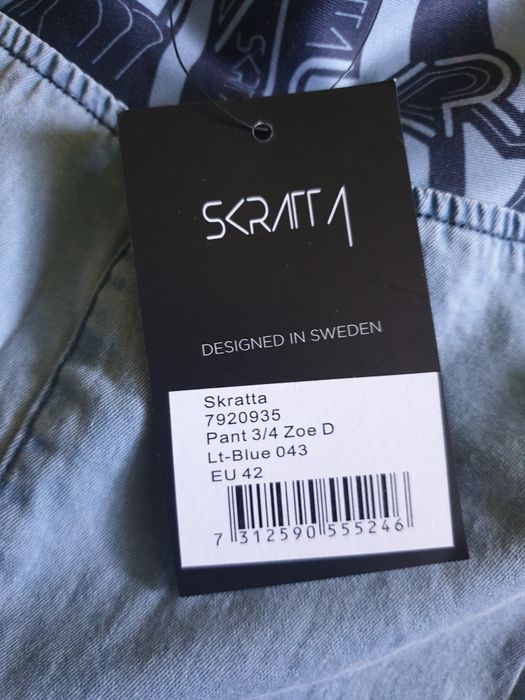 SKRATTA
DESIGNED IN SWEDEN
Skratta
7920935
Pant 3/4 Zoe D
Lt-Blue 043
EU 42
7 312590 555246